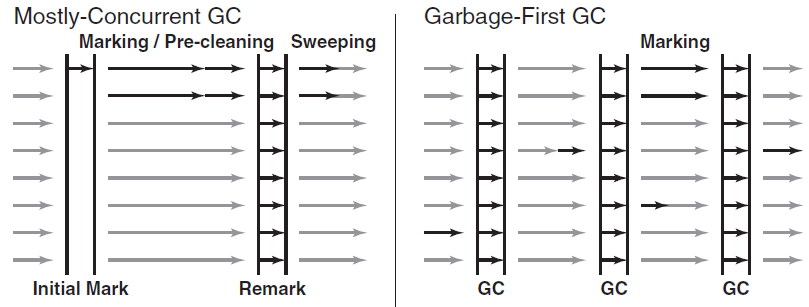 Mostly-Concurrent GC
Marking / Pre-cleaning Sweeping
Initial Mark Remark
Garbage-First GC
Marking
GC GC GC